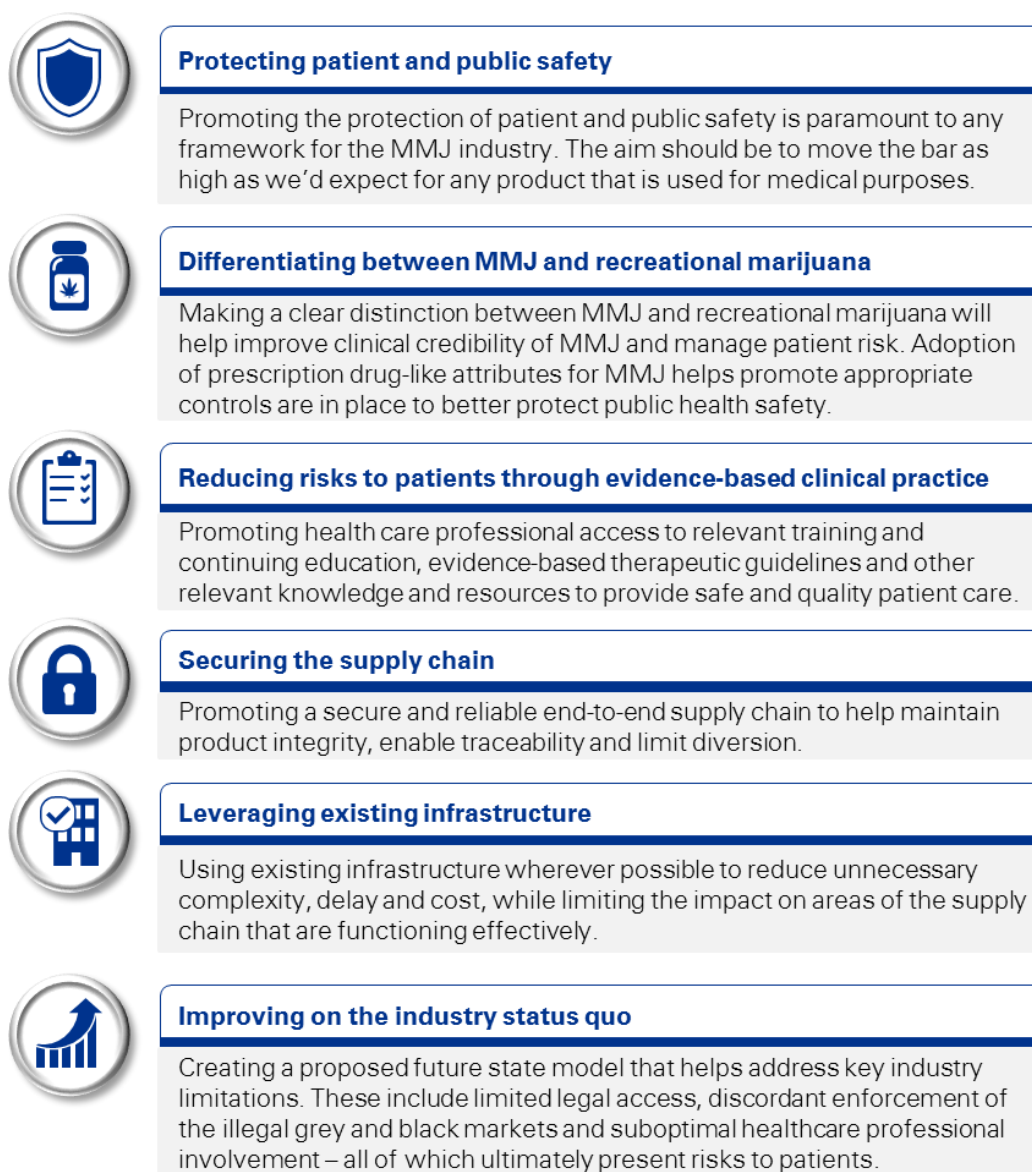 Protecting patient and public safety
Promoting the protection of patient and public safety is paramount to any
framework for the MMJ industry. The aim should be to move the bar as
high as we’d expect for any product that is used for medical purposes.
Differentiating between MMJ and recreational marijuana
Making a clear distinction between MMJ and recreational marijuana will
help improve clinical credibility of MMJ and manage patient risk. Adoption
of prescription drug-like attributes for MMJ helps promote appropriate
controls are in place to better protect public health safety.
Reducing risks to patients through evidence-based clinical practice
Promoting health care professional access to relevant training and
continuing education, evidence-based therapeutic guidelines and other
relevant knowledge and resources to provide safe and quality patient care.
Securing the supply chain
Promoting a secure and reliable end-to-end supply chain to help maintain
product integrity, enable traceability and limit diversion.
Leveraging existing infrastructure
Using existing infrastructure wherever possible to reduce unnecessary
complexity, delay and cost, while limiting the impact on areas of the supply
chain that are functioning effectively.
Improving on the industry status quo
Creating a proposed future state model that helps address key industry
limitations. These include limited legal access, discordant enforcement of
the illegal grey and black markets and suboptimal healthcare professional
involvement – all of which ultimately present risks to patients.